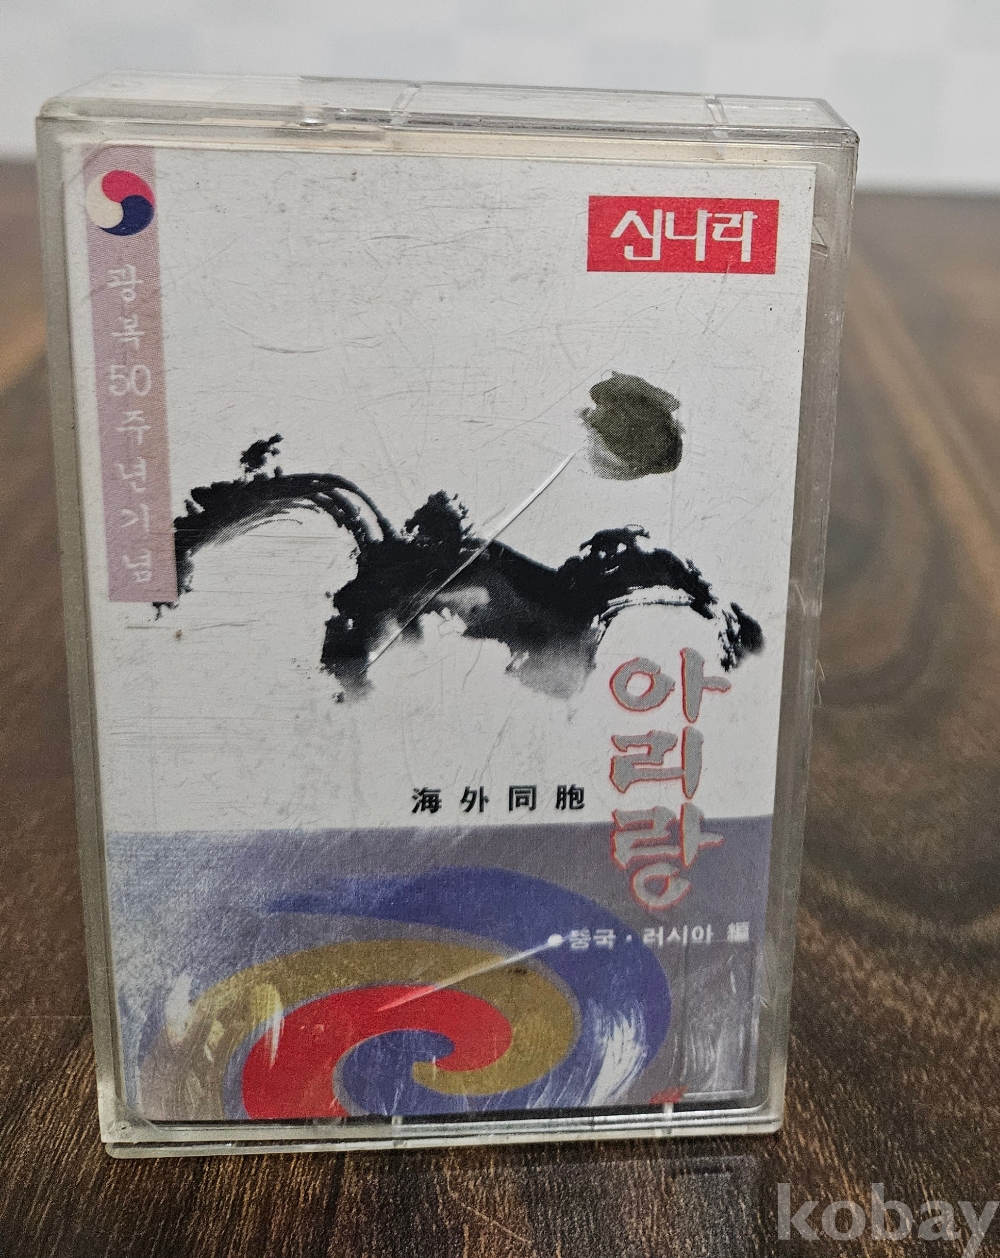 신나라
광복50주년기념
아리랑
海外同胞
중국·러시아 編
kobay